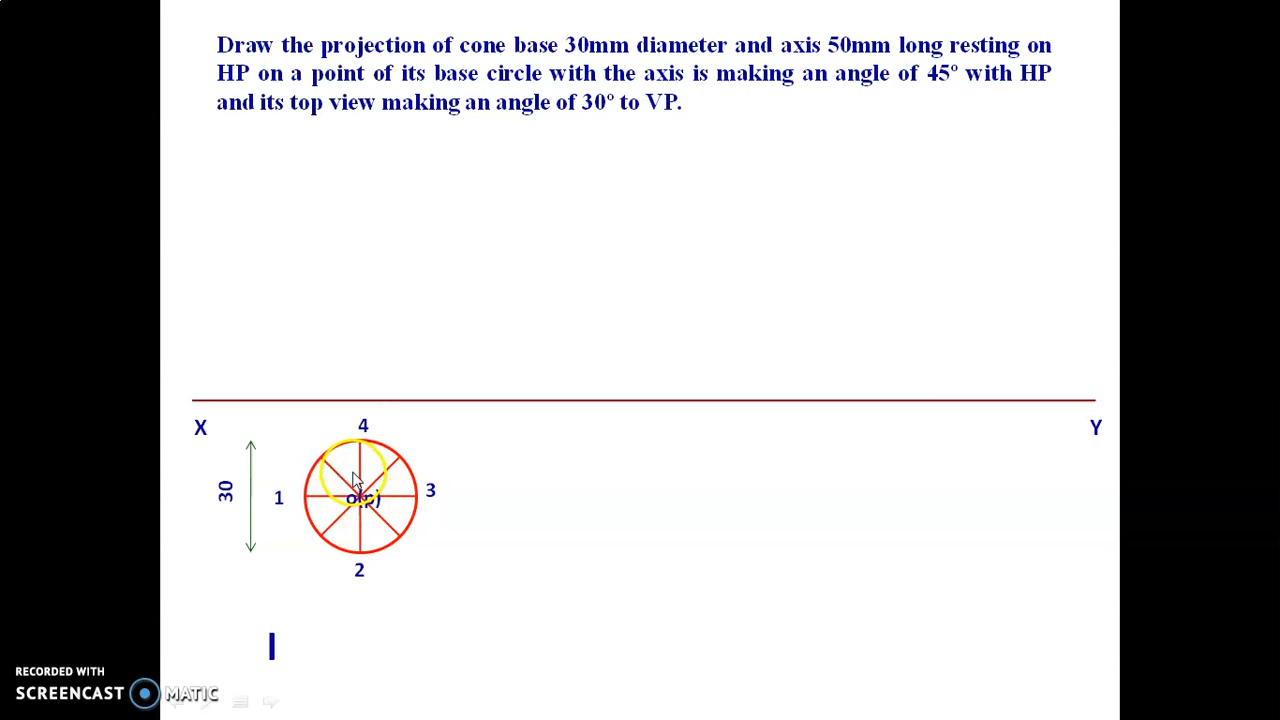 Draw the projection of cone base 30mm diameter and axis 50mm long resting on
HP on a point of its base circle with the axis is making an angle of 45º with HP
and its top view making an angle of 30º to VP.
X
4
Y
30
1
o(p)
3
2
I
RECORDED WITH
SCREENCAST MATIC